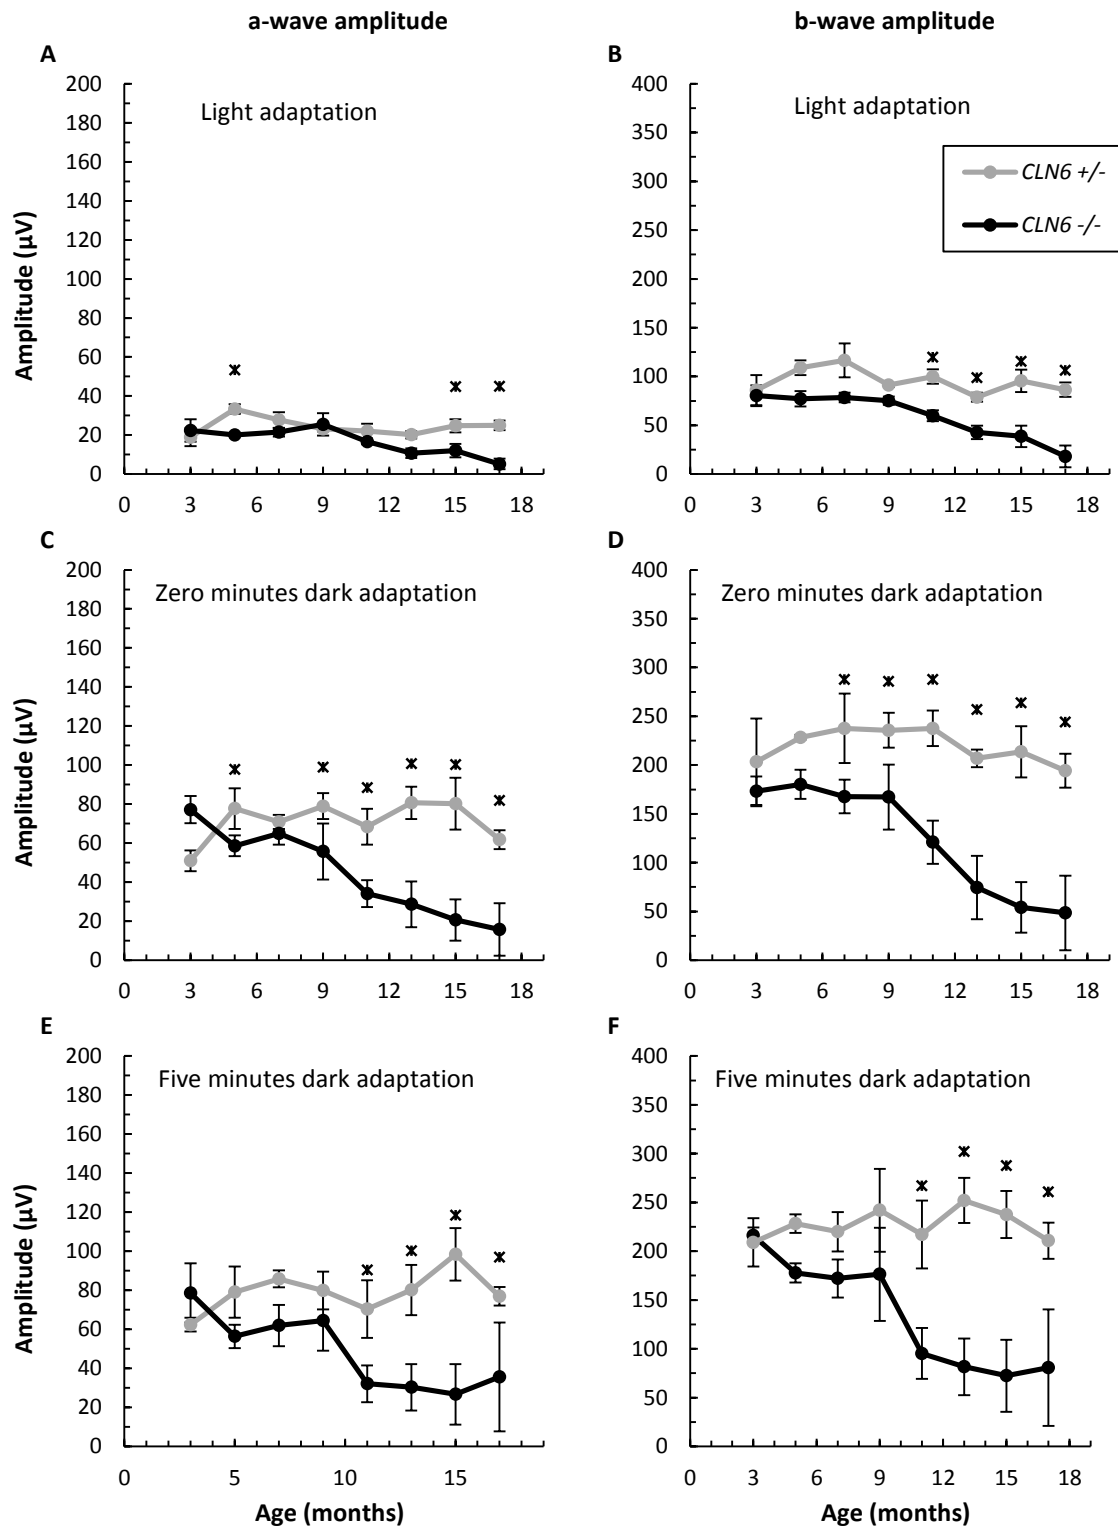 a-wave amplitude
b-wave amplitude
A
B
200
180
160
140
120
100
80
60
40
20
0
Amplitude (µV)
Light adaptation
0 3 6 9 12 15 18
400
350
300
250
200
150
100
50
0
Light adaptation
CLN6 +/-
CLN6 -/-
0 3 6 9 12 15 18
C
D
200
180
160
140
120
100
80
60
40
20
0
Amplitude (µV)
Zero minutes dark adaptation
0 3 6 9 12 15 18
400
350
300
250
200
150
100
50
0
Zero minutes dark adaptation
0 3 6 9 12 15 18
E
F
200
180
160
140
120
100
80
60
40
20
0
Amplitude (µV)
Five minutes dark adaptation
0 5 10 15
Age (months)
400
350
300
250
200
150
100
50
0
Five minutes dark adaptation
0 3 6 9 12 15 18
Age (months)